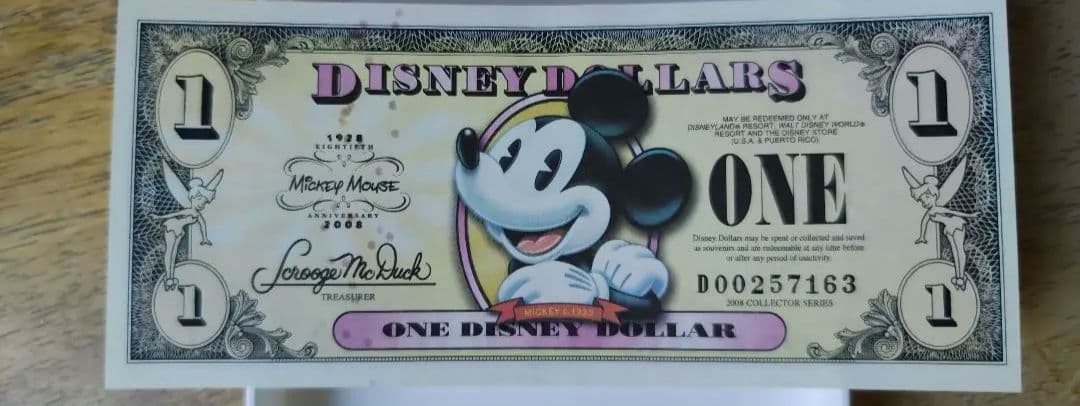 1
DISNEY DOLLARS
1
1928
EIGHTIETH
MICKEY MOUSE
ANNIVERSARY
2008
Scrooge McDuck
TREASURER
MAY BE REDEEMED ONLY AT
DISNEYLAND® RESORT, WALT DISNEY WORLD®
RESORT AND THE DISNEY STORE
(U.S.A. & PUERTO RICO)
ONE
Disney Dollars may be spent or collected and saved
as souvenirs and are redeemable at any time before
or after any period of inactivity.
D00257163
2008 COLLECTOR SERIES
1
MICKEY
ONE DISNEY DOLLAR
1